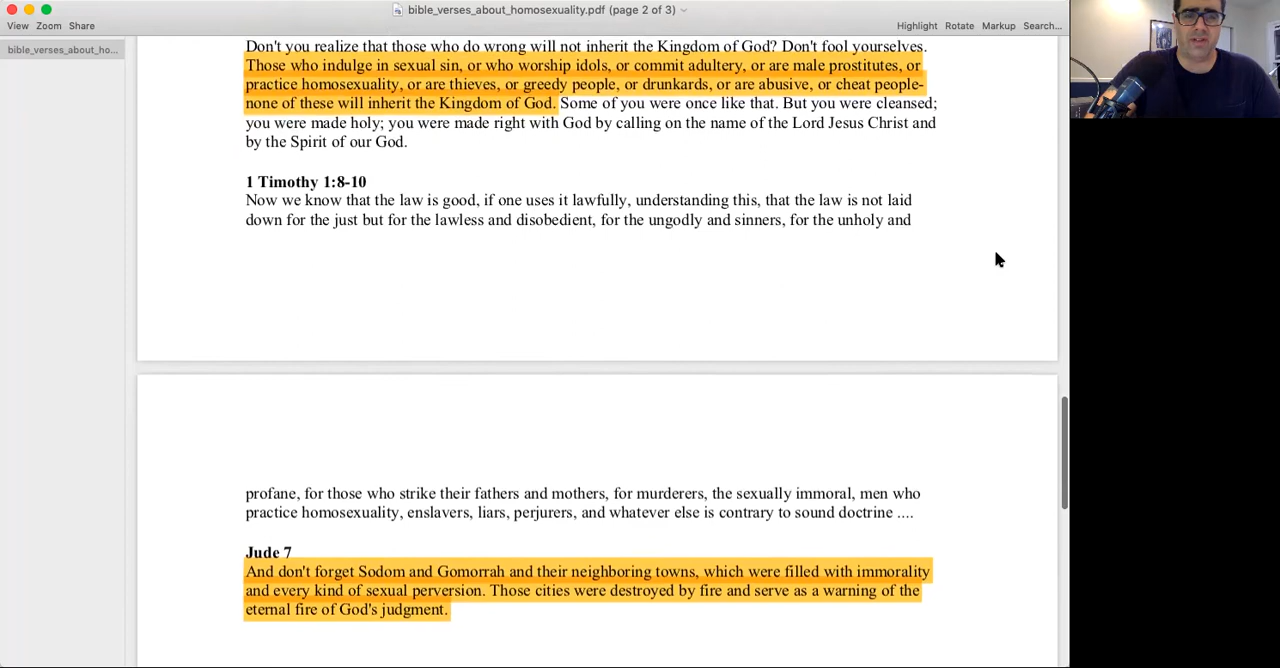 bible_verses_about_homosexuality.pdf (page 2 of 3)
View Zoom Share Highlight Rotate Markup Search...
bible_verses_about_ho...
Don't you realize that those who do wrong will not inherit the Kingdom of God? Don't fool yourselves.
Those who indulge in sexual sin, or who worship idols, or commit adultery, or are male prostitutes, or
practice homosexuality, or are thieves, or greedy people, or drunkards, or are abusive, or cheat people-
none of these will inherit the Kingdom of God. Some of you were once like that. But you were cleansed;
you were made holy; you were made right with God by calling on the name of the Lord Jesus Christ and
by the Spirit of our God.
1 Timothy 1:8-10
Now we know that the law is good, if one uses it lawfully, understanding this, that the law is not laid
down for the just but for the lawless and disobedient, for the ungodly and sinners, for the unholy and
profane, for those who strike their fathers and mothers, for murderers, the sexually immoral, men who
practice homosexuality, enslavers, liars, perjurers, and whatever else is contrary to sound doctrine ....
Jude 7
And don't forget Sodom and Gomorrah and their neighboring towns, which were filled with immorality
and every kind of sexual perversion. Those cities were destroyed by fire and serve as a warning of the
eternal fire of God's judgment.